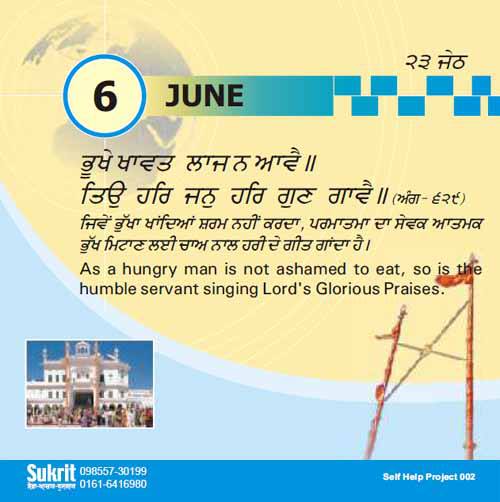 ੨੩ ਜੇਠ
6 JUNE
ਭੂਖੇ ਖਾਵਤ ਲਾਜ ਨ ਆਵੈ ॥
ਤਿਉ ਹਰਿ ਜਨੁ ਹਰਿ ਗੁਣ ਗਾਵੈ ॥ (ਅੰਗ- ੬੨੯)
ਜਿਵੇਂ ਭੁੱਖਾ ਖਾਂਦਿਆਂ ਸ਼ਰਮ ਨਹੀਂ ਕਰਦਾ, ਪਰਮਾਤਮਾ ਦਾ ਸੇਵਕ ਆਤਮਕ
ਭੁੱਖ ਮਿਟਾਣ ਲਈ ਚਾਅ ਨਾਲ ਹਰੀ ਦੇ ਗੀਤ ਗਾਂਦਾ ਹੈ।
As a hungry man is not ashamed to eat, so is the
humble servant singing Lord's Glorious Praises.
Sukrit 098557-30199
0161-6416980
Self Help Project 002